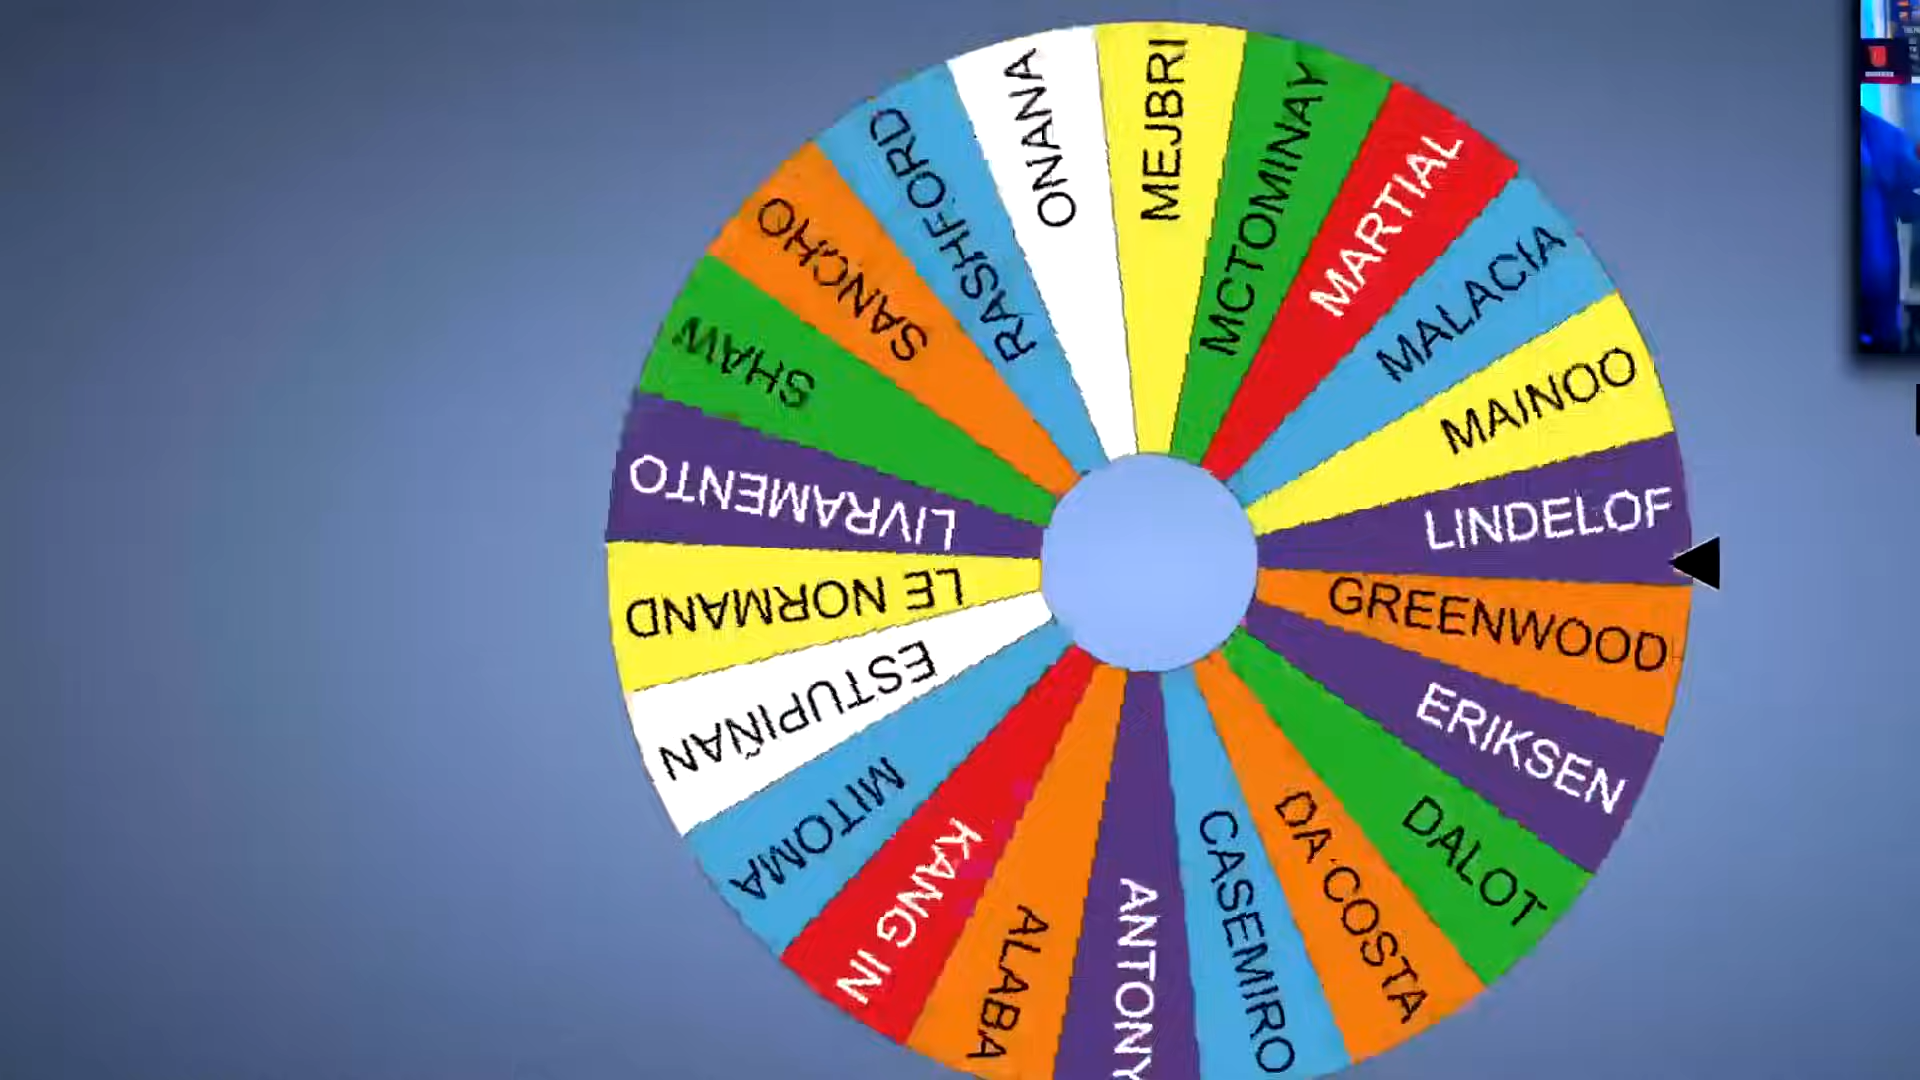 ONANA
MEJBRI
MCTOMINAY
MARTIAL
MALACIA
MAINOO
LINDELOF
GREENWOOD
ERIKSEN
DALOT
DA COSTA
CASEMIRO
ANTONY
ALABA
KANG IN
MITOMA
ESTUPIÑAN
LE NORMAND
LIVRAMENTO
SHAW
SANCHO
RASHFORD